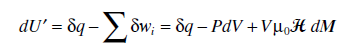 dU′ = δq − ∑ δwᵢ = δq − PdV + Vμ₀ℋ dM